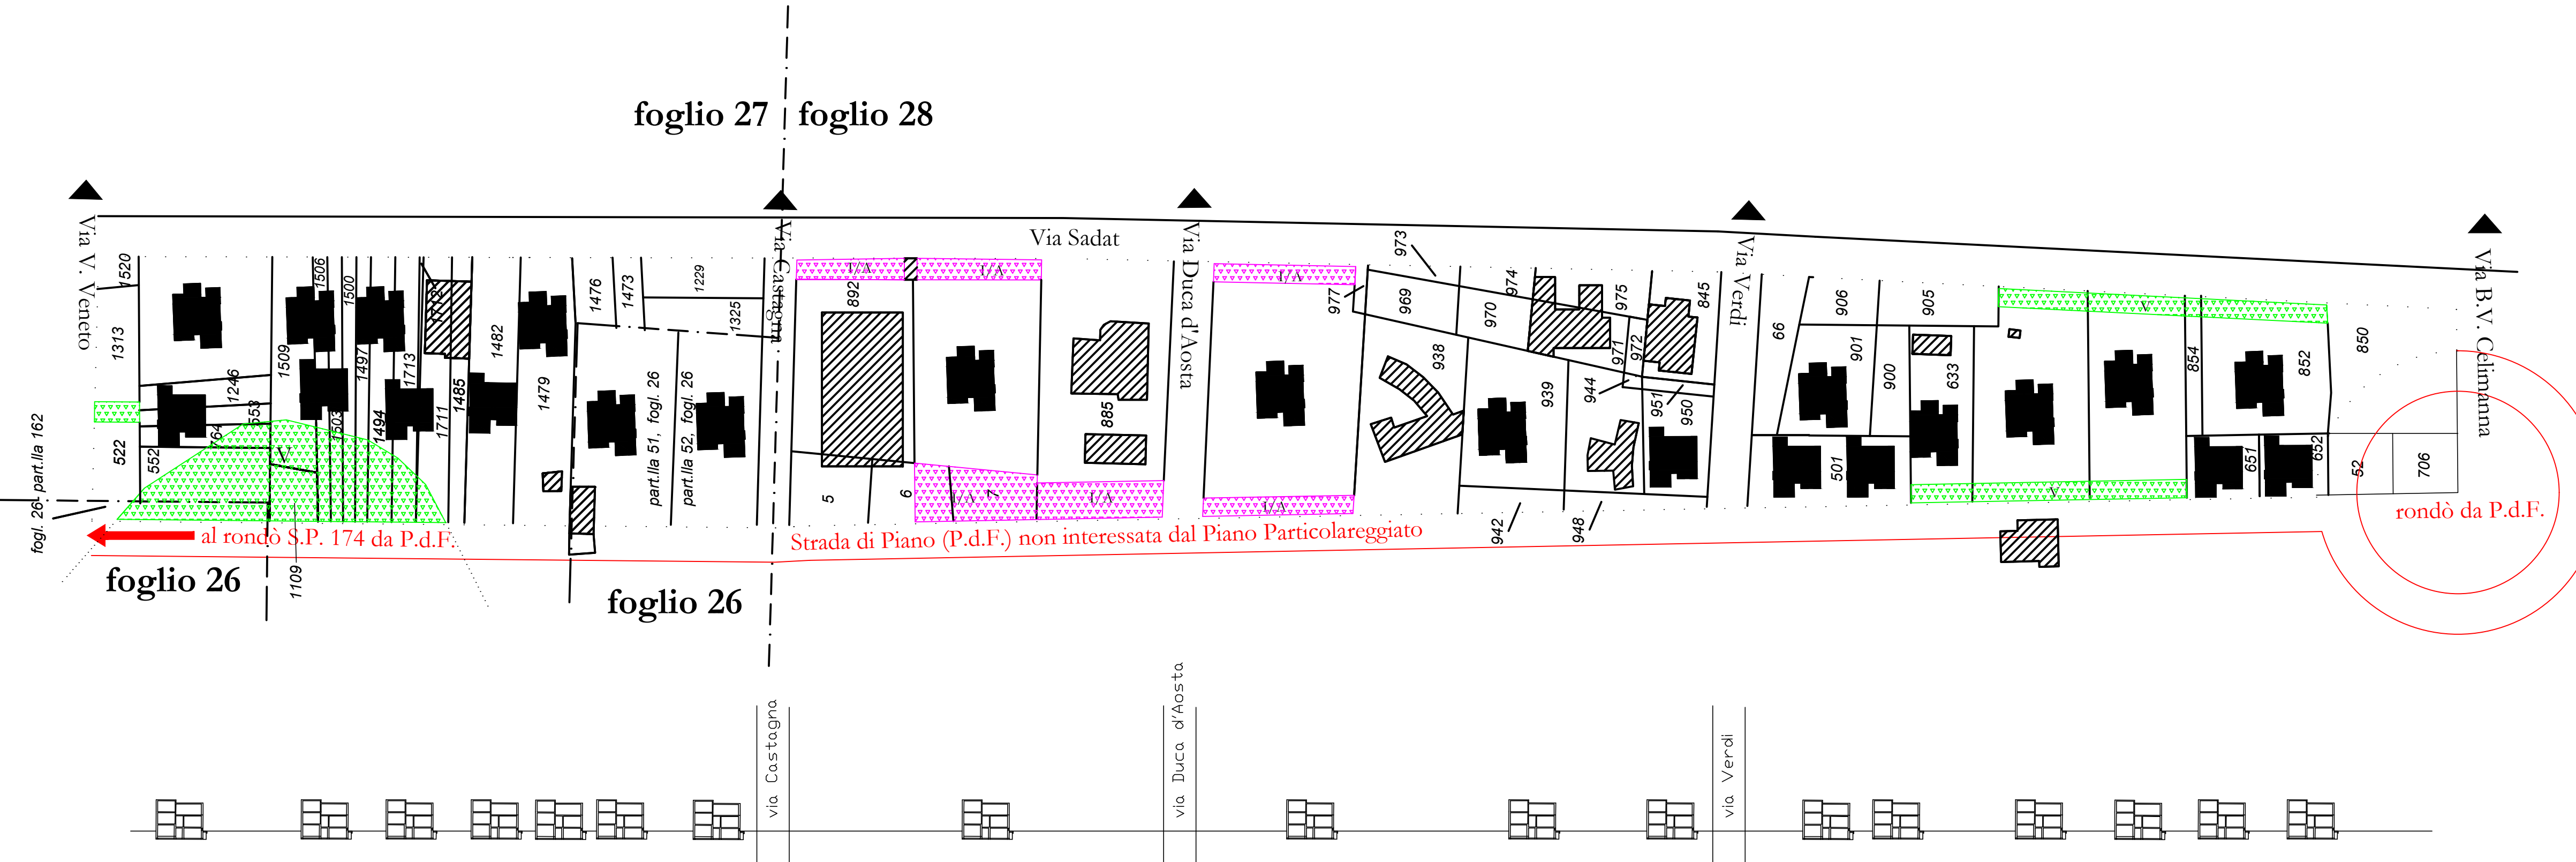 foglio 27
foglio 28
Via V. Veneto
Via Castagna
Via Sadat
Via Duca d'Aosta
Via Verdi
Via B.V. Celimanna
1520
1313
522
552
1246
553
1509
1506
1500
1497
1494
1713
1711
1485
1482
1479
1476
1473
1229
1325
part.lla 51, fogl. 26
part.lla 52, fogl. 26
V
892
5
6
7
885
977
973
969
970
974
975
971
972
845
938
939
944
951
950
942
948
66
906
905
901
900
501
633
V
V
854
852
850
651
652
52
706
fogl. 26- part.lla 162
al rondò S.P. 174 da P.d.F.
Strada di Piano (P.d.F.) non interessata dal Piano Particolareggiato
rondò da P.d.F.
foglio 26
1109
foglio 26
via Castagna
via Duca d'Aosta
via Verdi